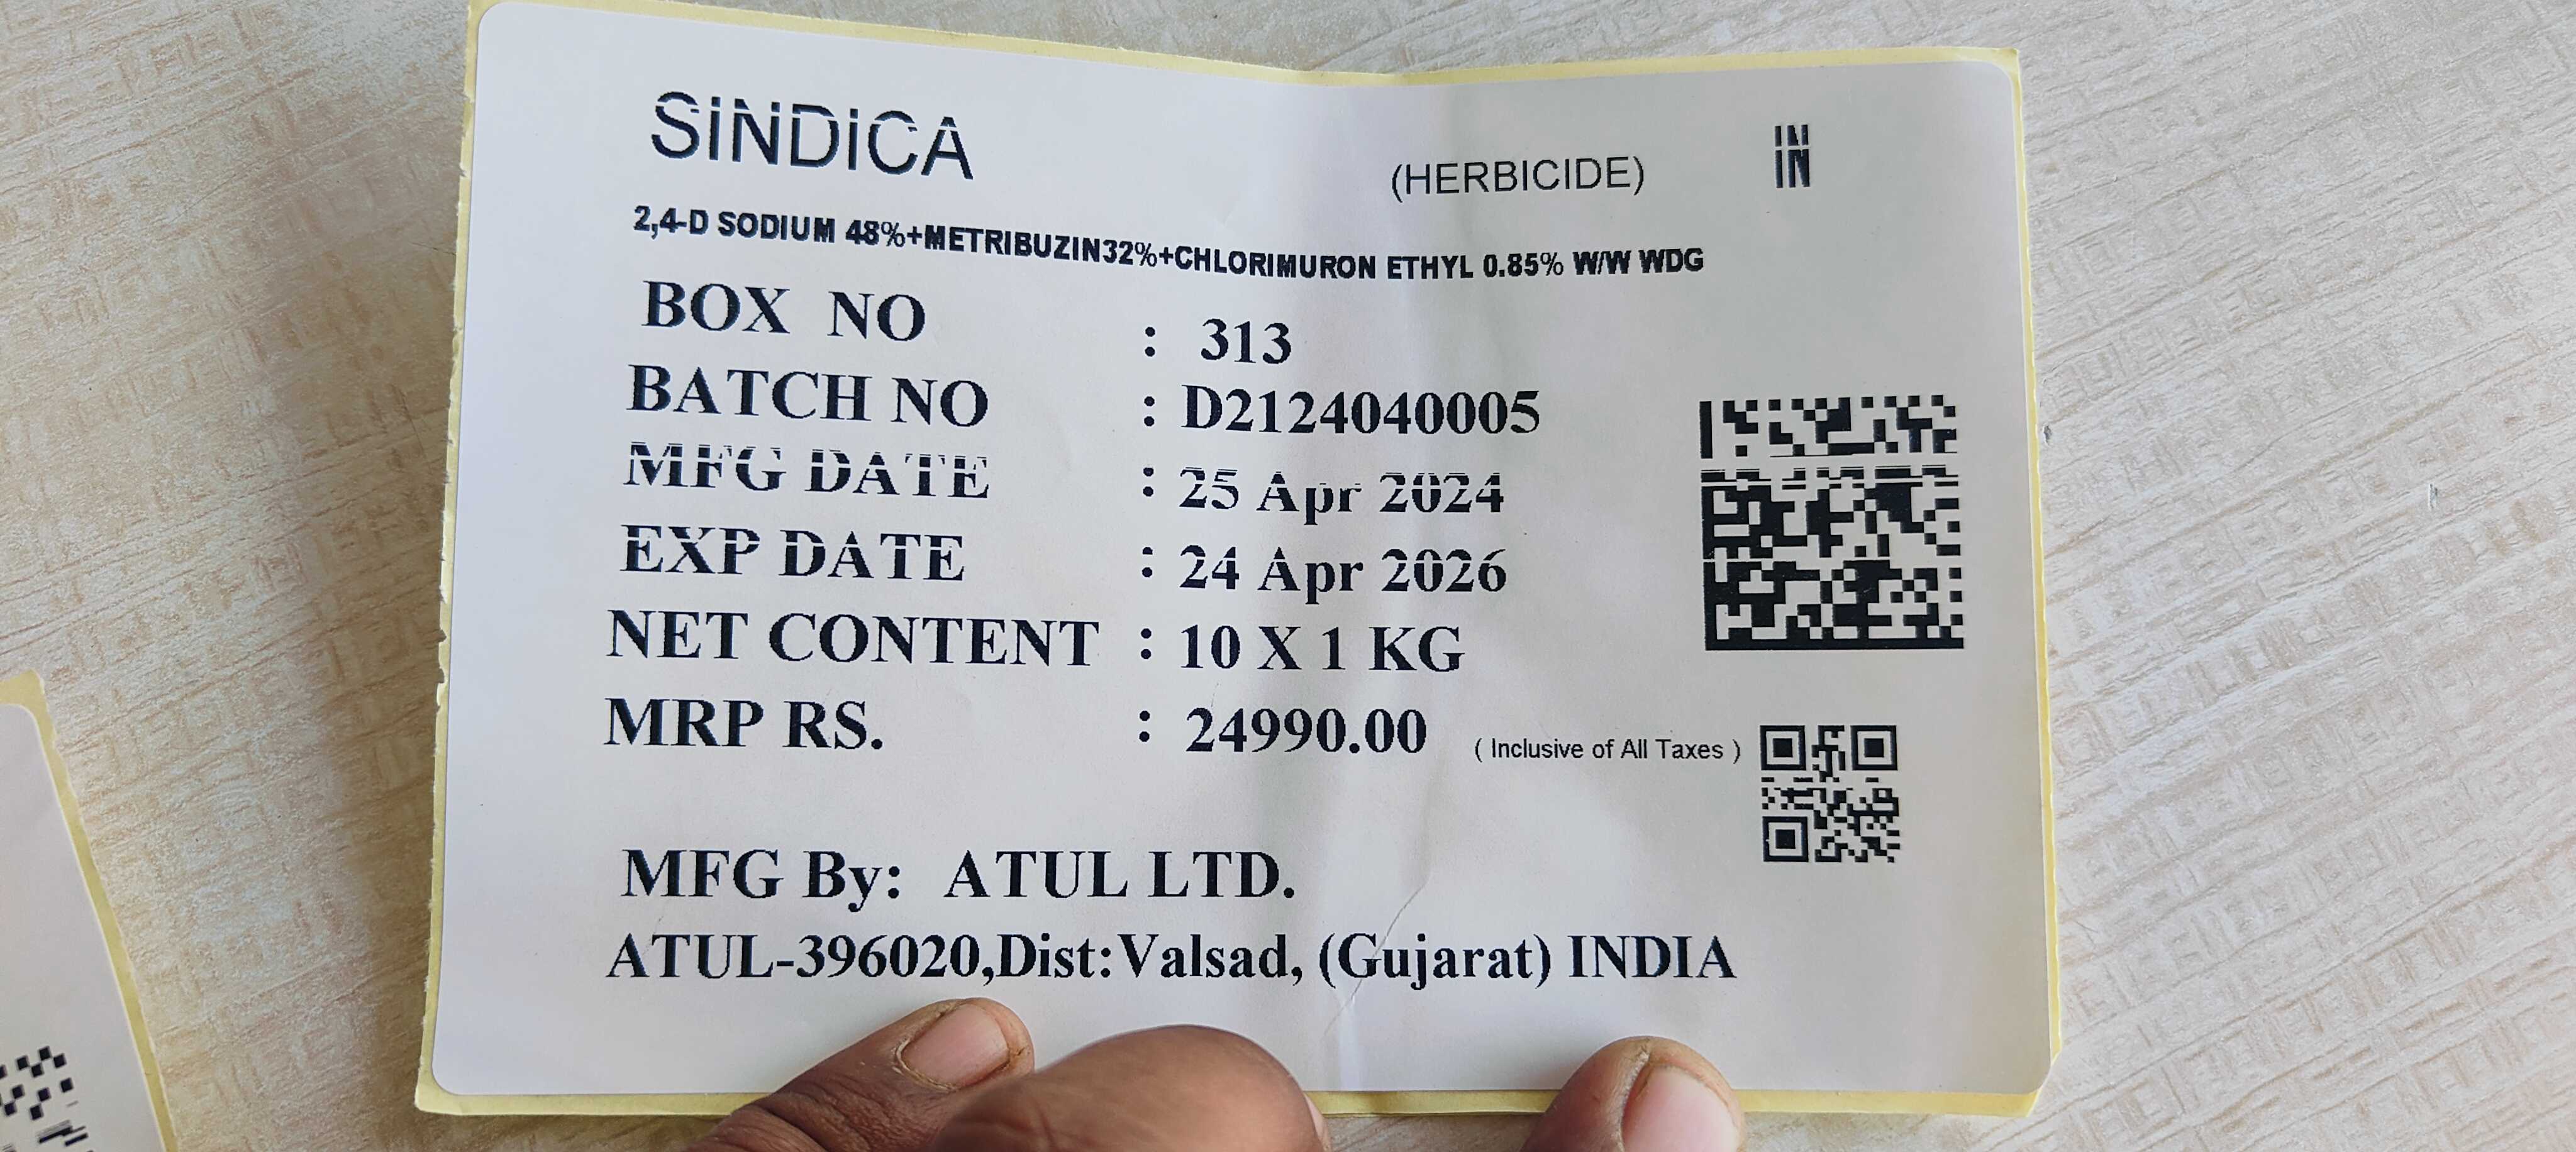 SiNDiCA (HERBICIDE) IN
IN
2,4-D SODIUM 48%+METRIBUZIN32%+CHLORIMURON ETHYL 0.85% W/W WDG
BOX NO : 313
BATCH NO : D2124040005
MFG DATE : 25 Apr 2024
EXP DATE : 24 Apr 2026
NET CONTENT : 10 X 1 KG
MRP RS. : 24990.00 ( Inclusive of All Taxes )
MFG By: ATUL LTD.
ATUL-396020,Dist:Valsad, (Gujarat) INDIA